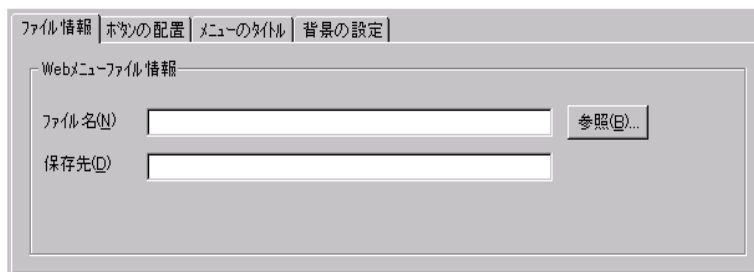 ファイル情報 ボタンの配置 メニューのタイトル 背景の設定
Webメニューファイル情報
ファイル名(N) 参照(B)...
保存先(D)